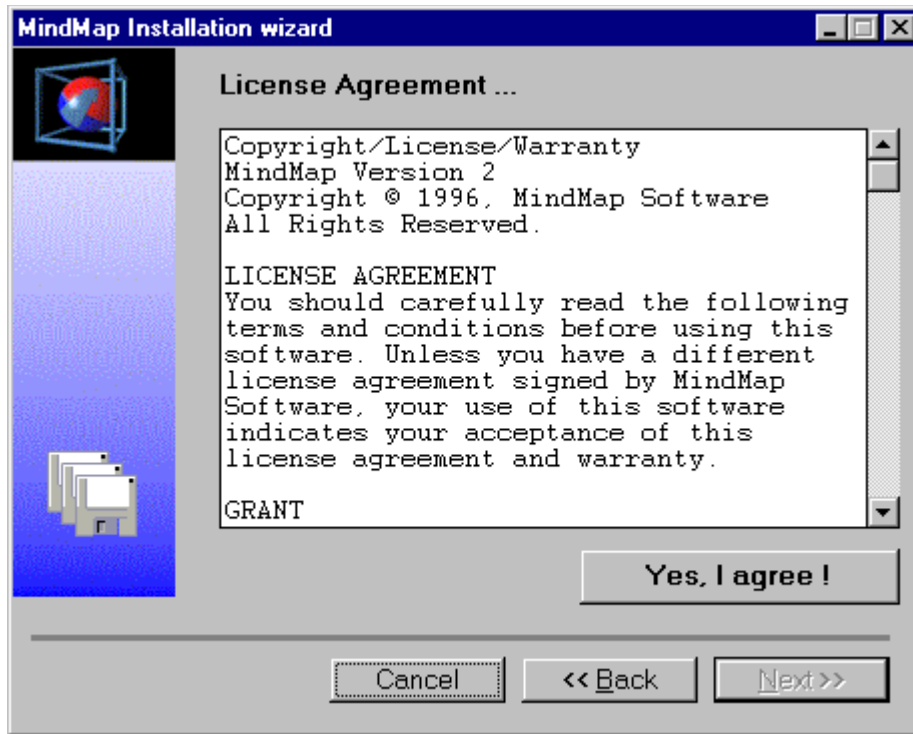 MindMap Installation wizard
License Agreement ...
Copyright/License/Warranty
MindMap Version 2
Copyright © 1996, MindMap Software
All Rights Reserved.
LICENSE AGREEMENT
You should carefully read the following
terms and conditions before using this
software. Unless you have a different
license agreement signed by MindMap
Software, your use of this software
indicates your acceptance of this
license agreement and warranty.
GRANT
Yes, I agree !
Cancel
<< Back
Next >>